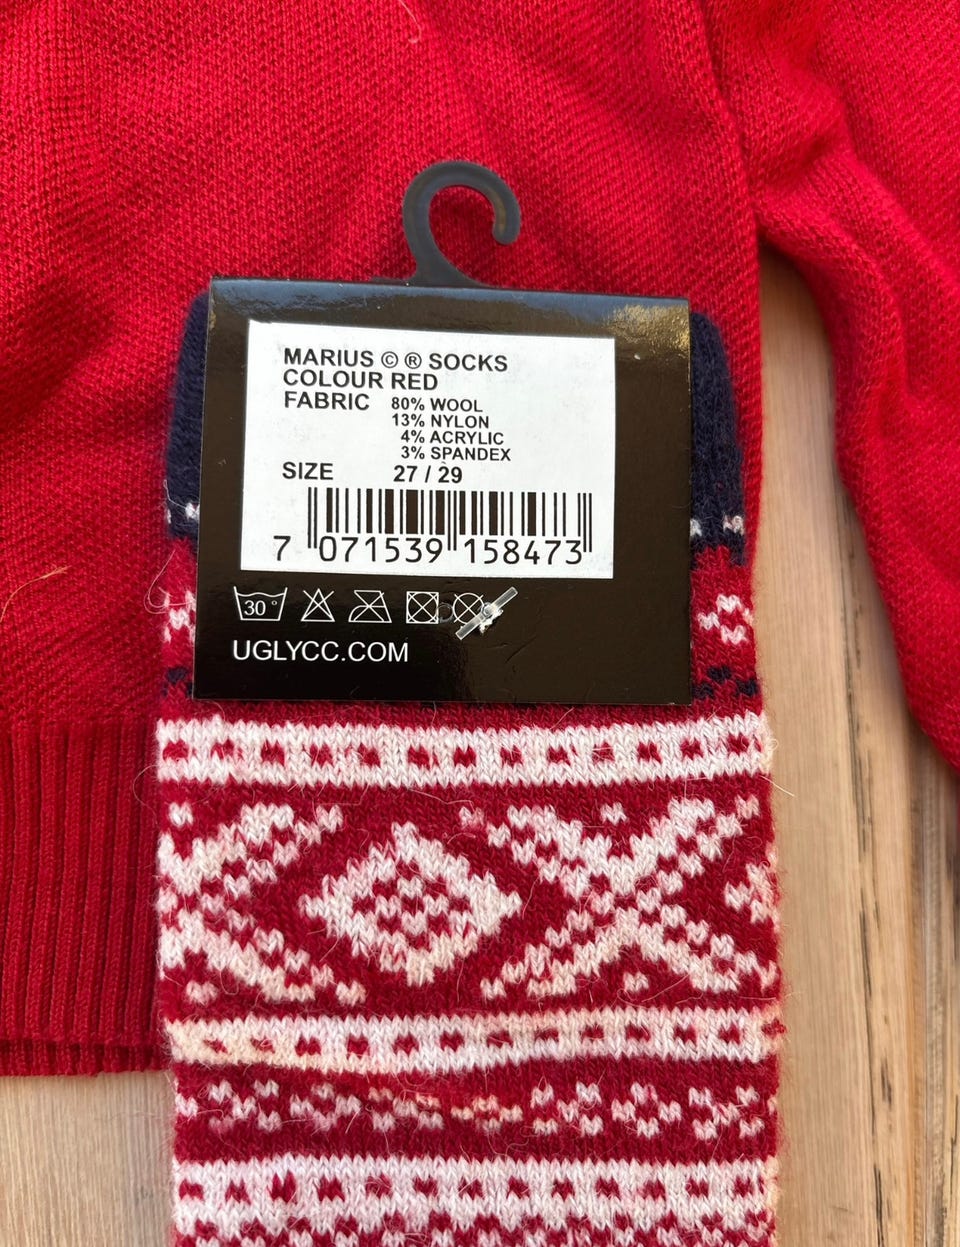 MARIUS © ® SOCKS
COLOUR RED
FABRIC 80% WOOL
13% NYLON
4% ACRYLIC
3% SPANDEX
SIZE 27 / 29
7 071539 158473
30°
UGLYCC.COM